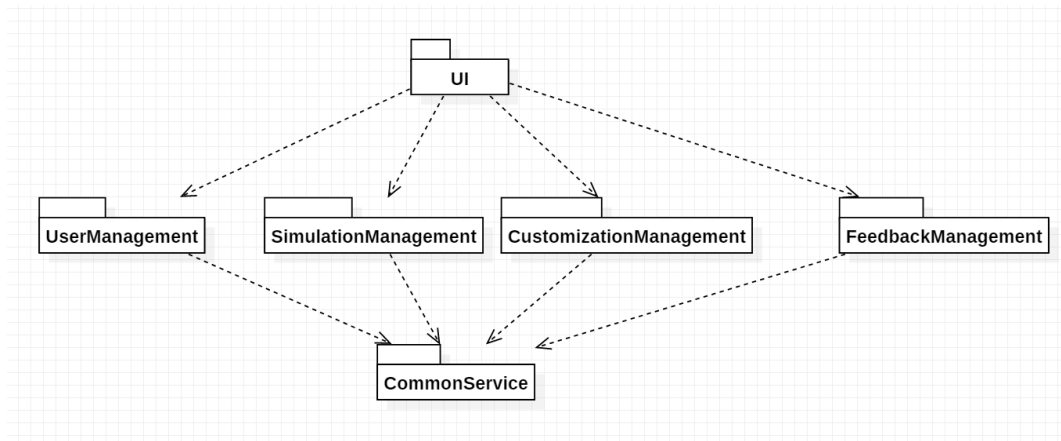 UI
UserManagement
SimulationManagement
CustomizationManagement
FeedbackManagement
CommonService